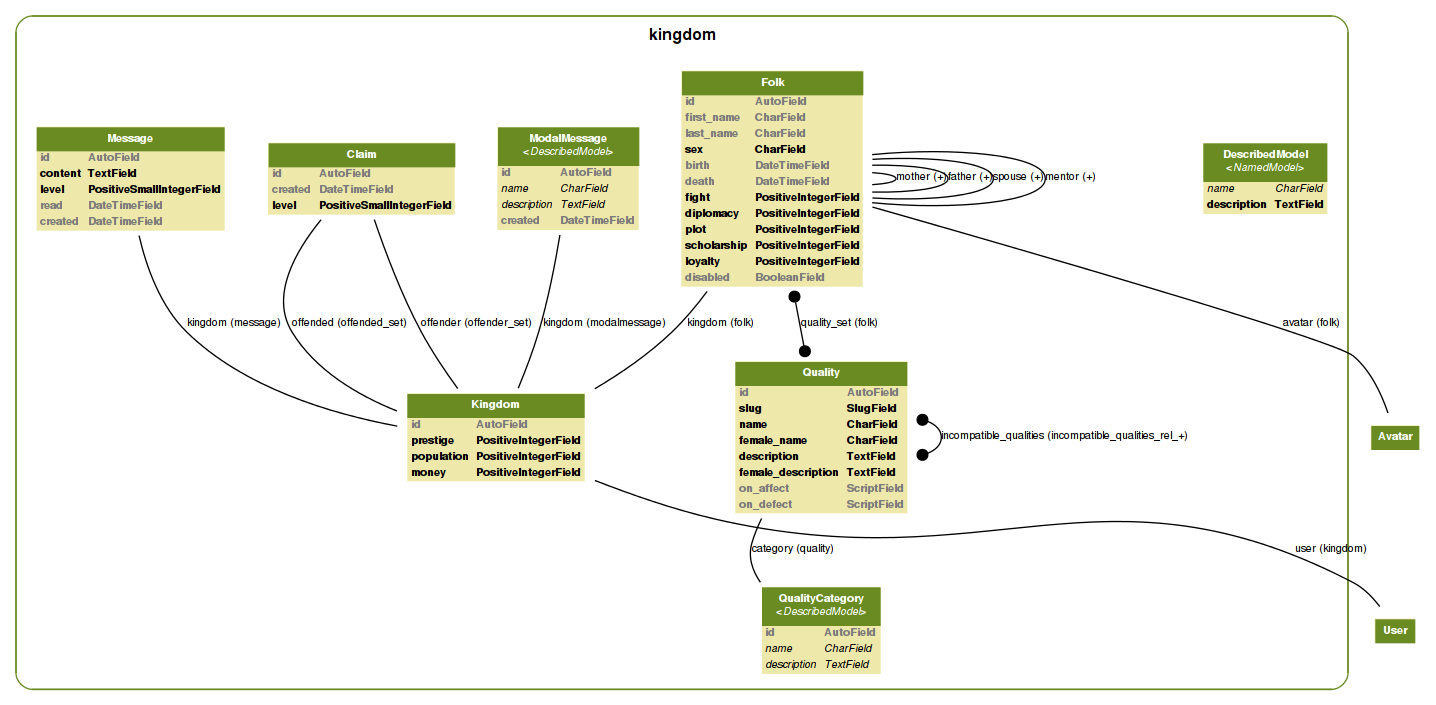 kingdom
Message
id AutoField
content TextField
level PositiveSmallIntegerField
read DateTimeField
created DateTimeField
Claim
id AutoField
created DateTimeField
level PositiveSmallIntegerField
ModalMessage
<DescribedModel>
id AutoField
name CharField
description TextField
created DateTimeField
Folk
id AutoField
first_name CharField
last_name CharField
sex CharField
birth DateTimeField
death DateTimeField
fight PositiveIntegerField
diplomacy PositiveIntegerField
plot PositiveIntegerField
scholarship PositiveIntegerField
loyalty PositiveIntegerField
disabled BooleanField
mother (+) father (+) spouse (+) mentor (+)
DescribedModel
<NamedModel>
name CharField
description TextField
kingdom (message)
offended (offended_set)
offender (offender_set)
kingdom (modalmessage)
kingdom (folk)
quality_set (folk)
avatar (folk)
Kingdom
id AutoField
prestige PositiveIntegerField
population PositiveIntegerField
money PositiveIntegerField
Quality
id AutoField
slug SlugField
name CharField
female_name CharField
description TextField
female_description TextField
on_affect ScriptField
on_defect ScriptField
incompatible_qualities (incompatible_qualities_rel_+)
Avatar
category (quality)
user (kingdom)
QualityCategory
<DescribedModel>
id AutoField
name CharField
description TextField
User